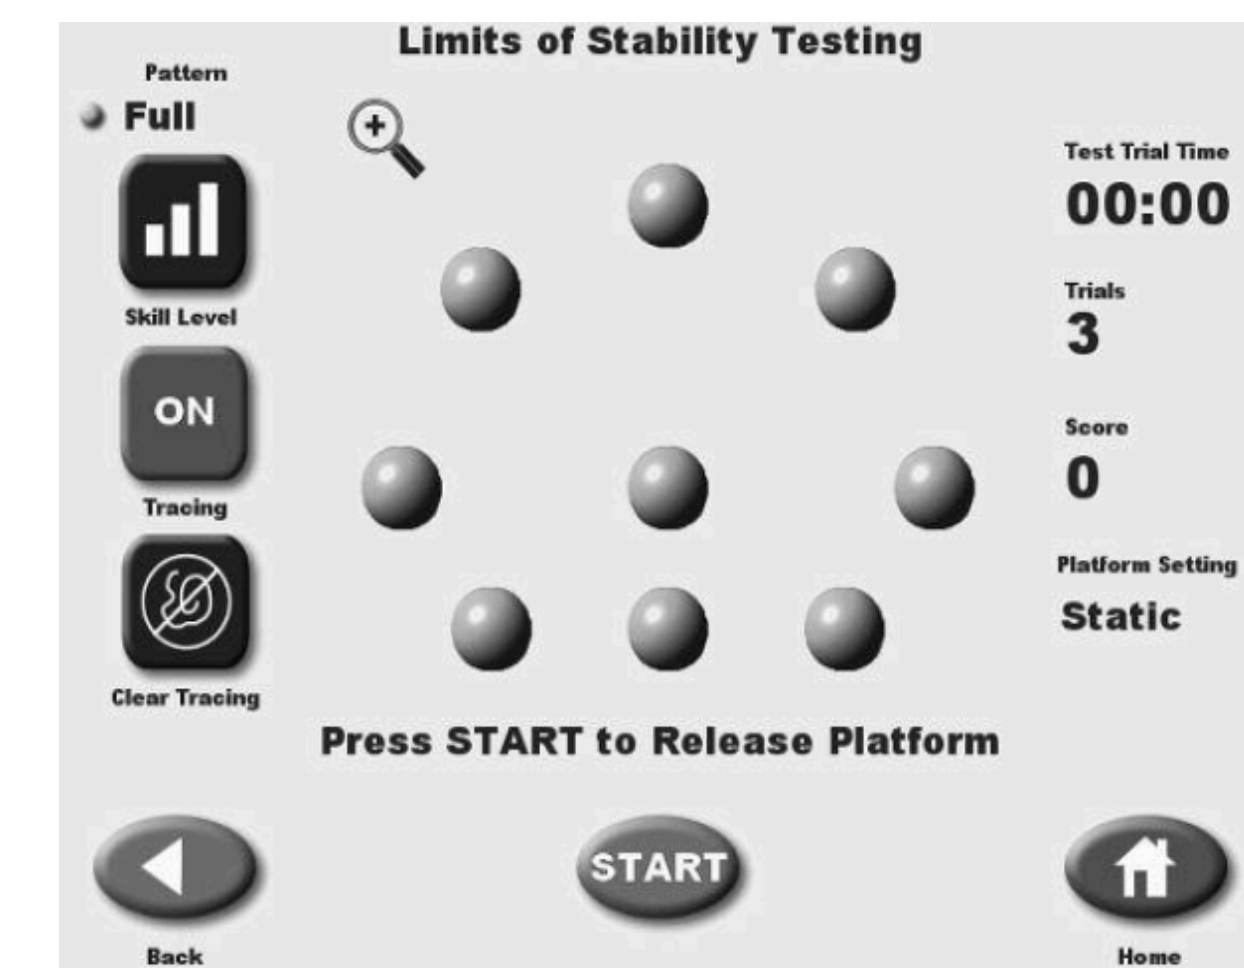 Limits of Stability Testing
Pattern
Full
Skill Level
ON
Tracing
Clear Tracing
Test Trial Time
00:00
Trials
3
Score
0
Platform Setting
Static
Press START to Release Platform
START
Back
Home